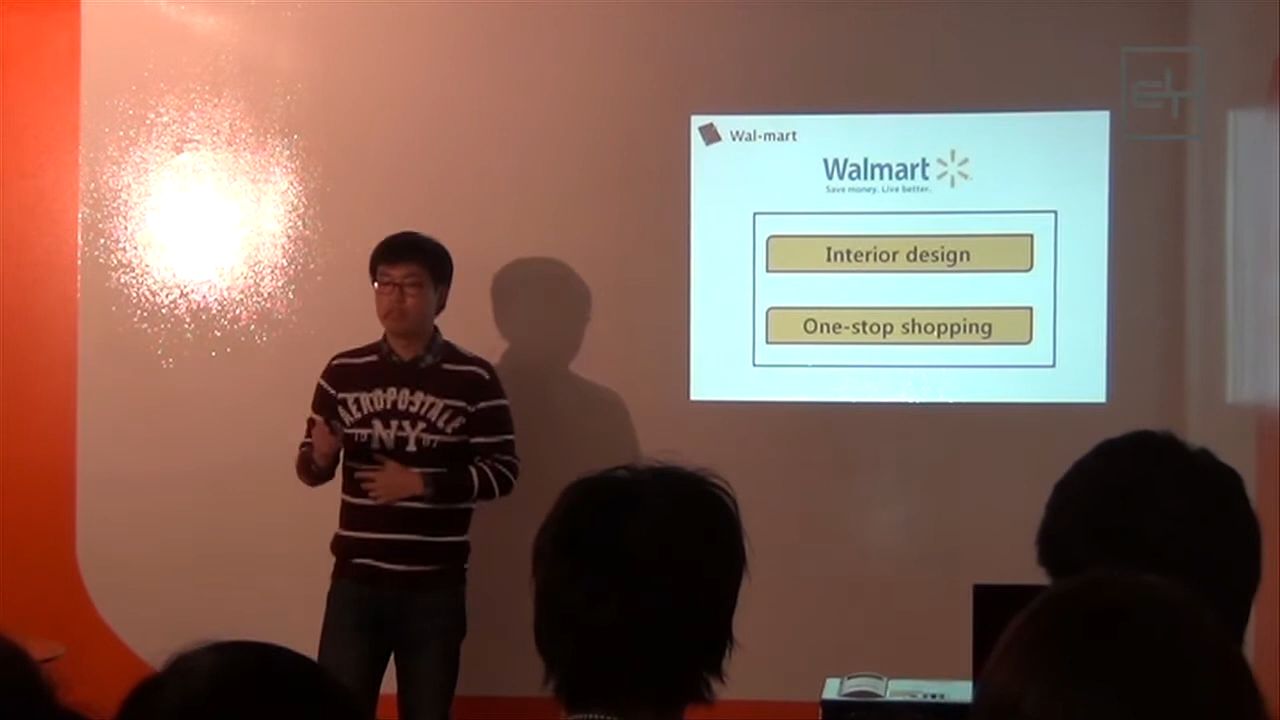 Wal-mart
Walmart
Save money. Live better.
Interior design
One-stop shopping
AEROPOSTALE
NY